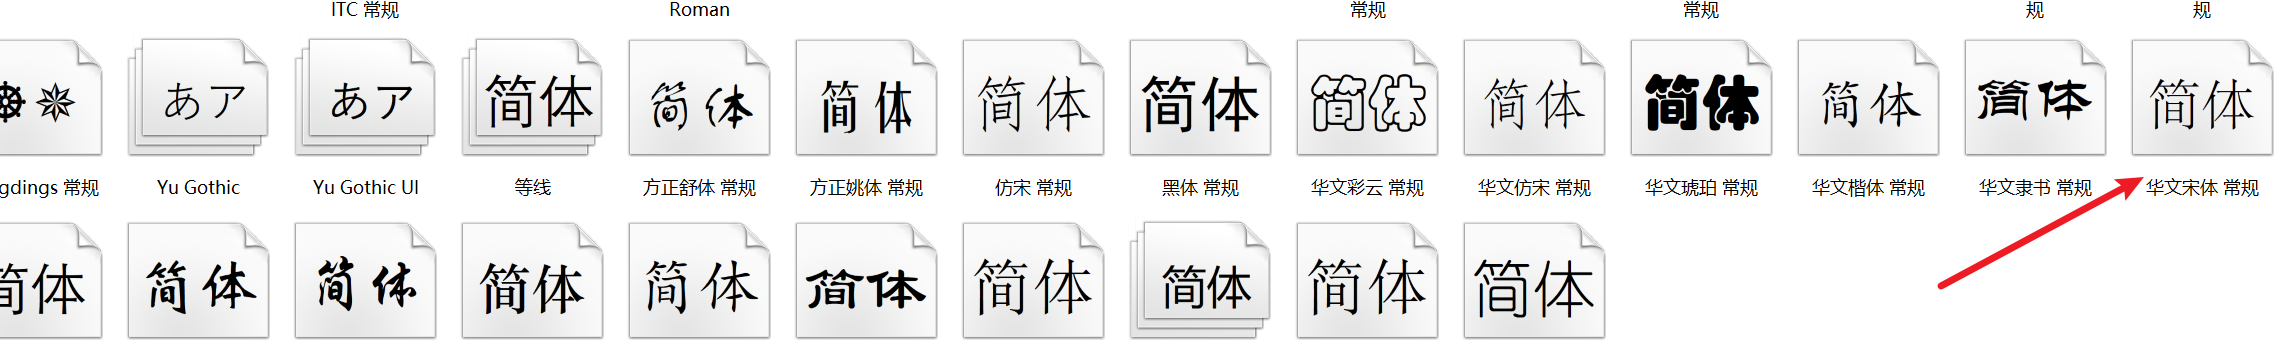 ITC 常规 Roman 常规 常规 规 规
あア あア 简体 简体 简体 简体 简体 简体 简体 简体 简体 简体 简体
gdings 常规 Yu Gothic Yu Gothic UI 等线 方正舒体 常规 方正姚体 常规 仿宋 常规 黑体 常规 华文彩云 常规 华文仿宋 常规 华文琥珀 常规 华文楷体 常规 华文隶书 常规 华文宋体 常规
简体 简体 简体 简体 简体 简体 简体 简体 简体 简体